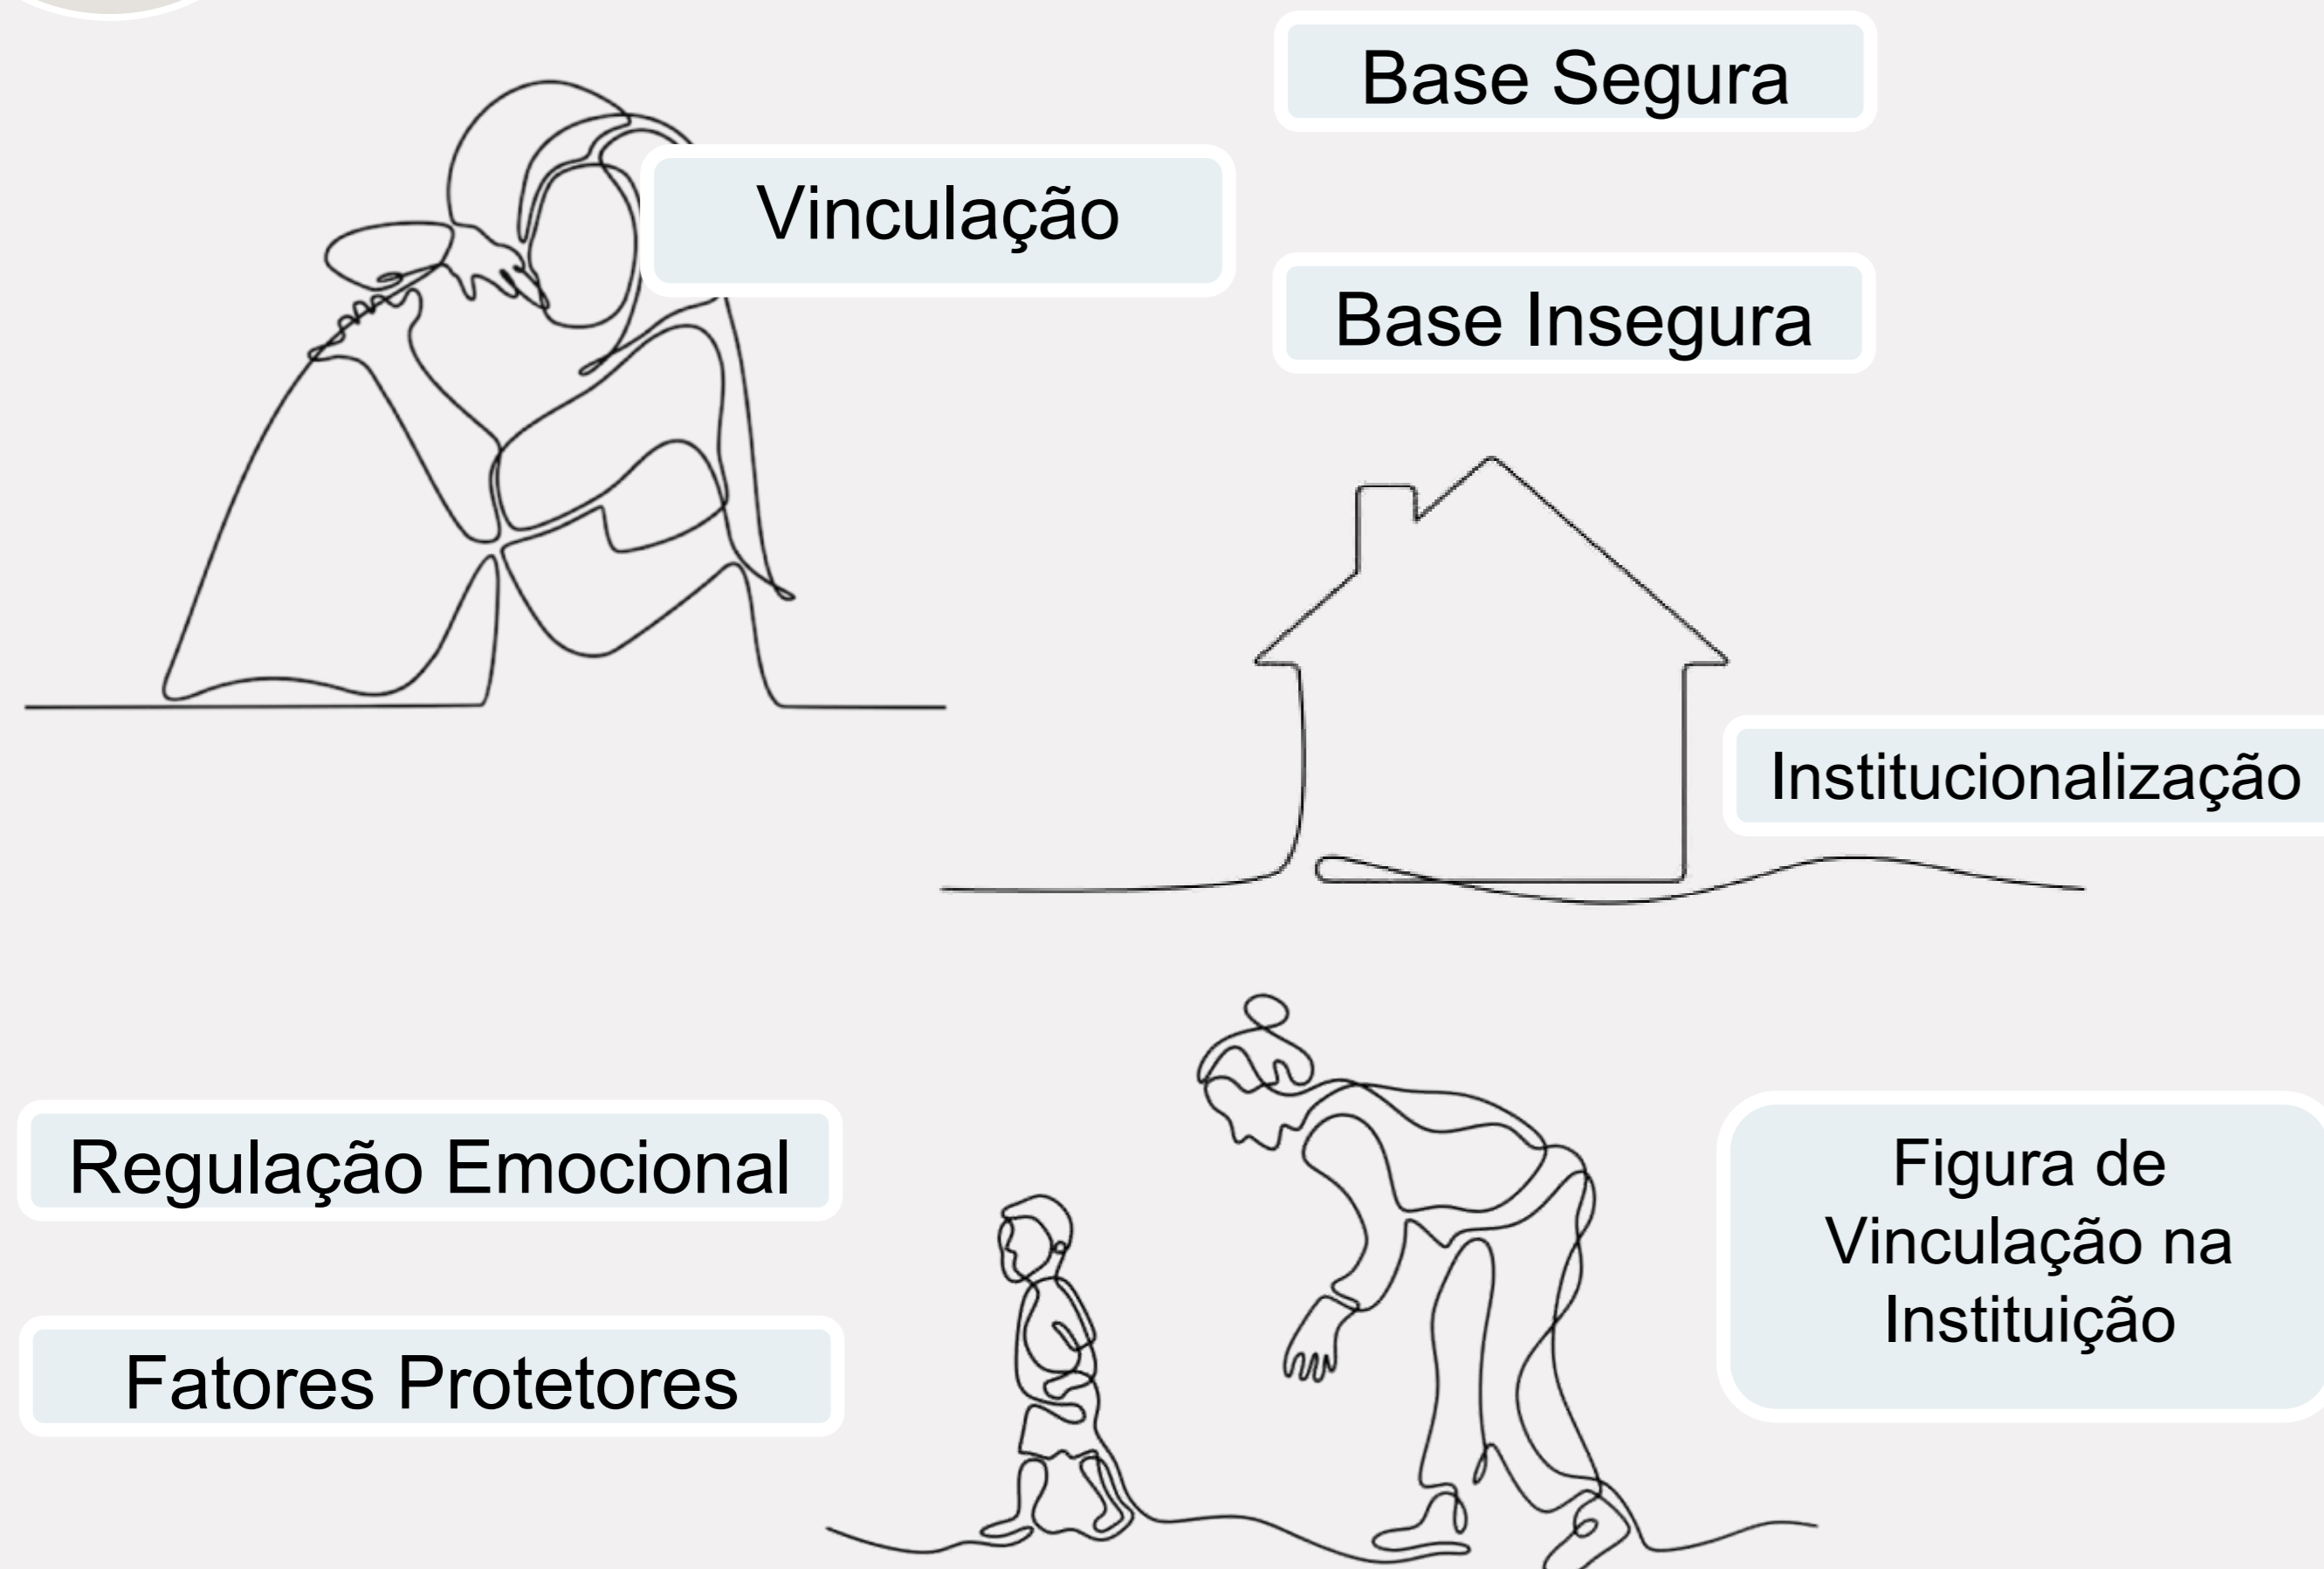 Base Segura
Vinculação
Base Insegura
Institucionalização
Regulação Emocional
Fatores Protetores
Figura de
Vinculação na
Instituição